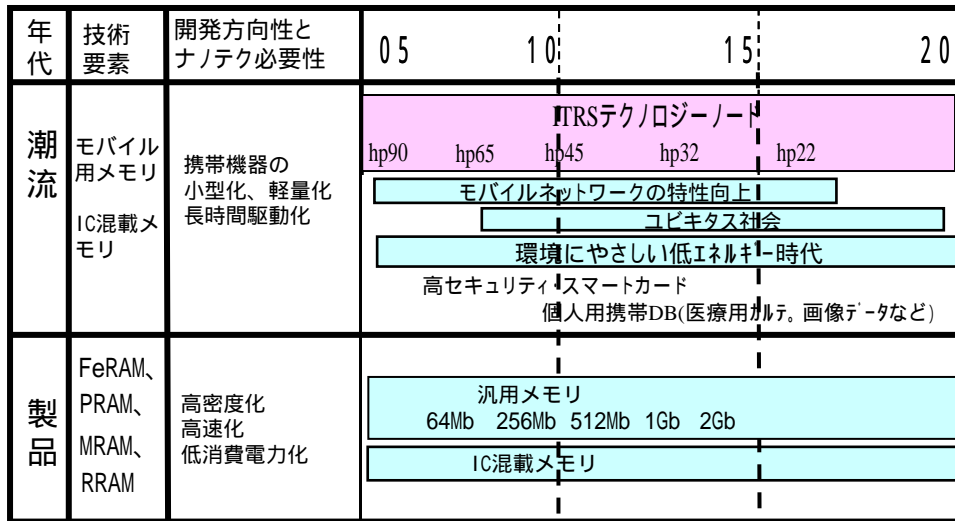 年代
技術要素
開発方向性と
ナノテク必要性
05 10 15 20
潮流
モバイル
用メモリ
IC混載メ
モリ
携帯機器の
小型化、軽量化
長時間駆動化
ITRSテクノロジーノード
hp90 hp65 hp45 hp32 hp22
モバイルネットワークの特性向上
ユビキタス社会
環境にやさしい低エネルギー時代
高セキュリティ・スマートカード
個人用携帯DB(医療用カルテ。画像データなど)
製品
FeRAM、
PRAM、
MRAM、
RRAM
高密度化
高速化
低消費電力化
汎用メモリ
64Mb 256Mb 512Mb 1Gb 2Gb
IC混載メモリ